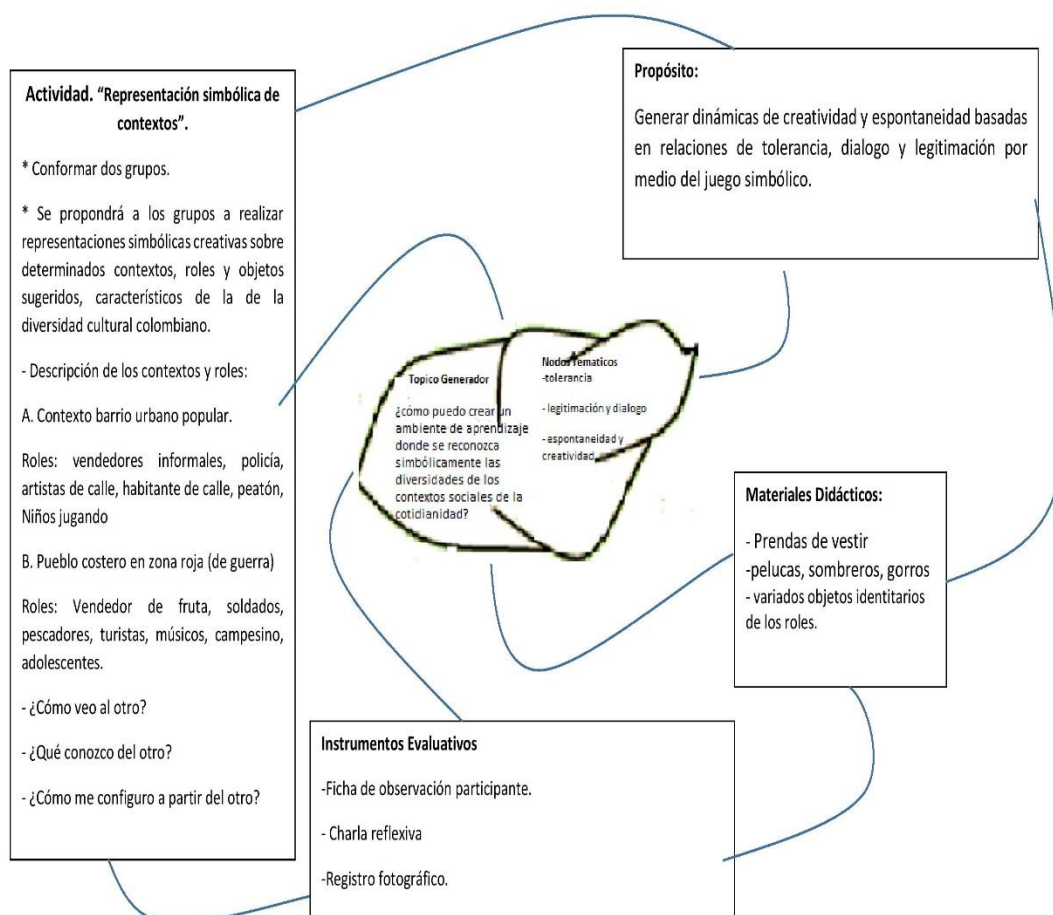 Actividad. “Representación simbólica de
contextos”.
* Conformar dos grupos.
* Se propondrá a los grupos a realizar
representaciones simbólicas creativas sobre
determinados contextos, roles y objetos
sugeridos, característicos de la de la
diversidad cultural colombiano.
- Descripción de los contextos y roles:
A. Contexto barrio urbano popular.
Roles: vendedores informales, policía,
artistas de calle, habitante de calle, peatón,
Niños jugando
B. Pueblo costero en zona roja (de guerra)
Roles: Vendedor de fruta, soldados,
pescadores, turistas, músicos, campesino,
adolescentes.
- ¿Cómo veo al otro?
- ¿Qué conozco del otro?
- ¿Cómo me configuro a partir del otro?
Propósito:
Generar dinámicas de creatividad y espontaneidad basadas
en relaciones de tolerancia, dialogo y legitimación por
medio del juego simbólico.
Topico Generador
¿cómo puedo crear un
ambiente de aprendizaje
donde se reconozca
simbólicamente las
diversidades de los
contextos sociales de la
cotidianidad?
Nodos Tematicos
-tolerancia
- legitimación y dialogo
- espontaneidad y
creatividad
Materiales Didácticos:
- Prendas de vestir
-pelucas, sombreros, gorros
- variados objetos identitarios
de los roles.
Instrumentos Evaluativos
-Ficha de observación participante.
- Charla reflexiva
-Registro fotográfico.